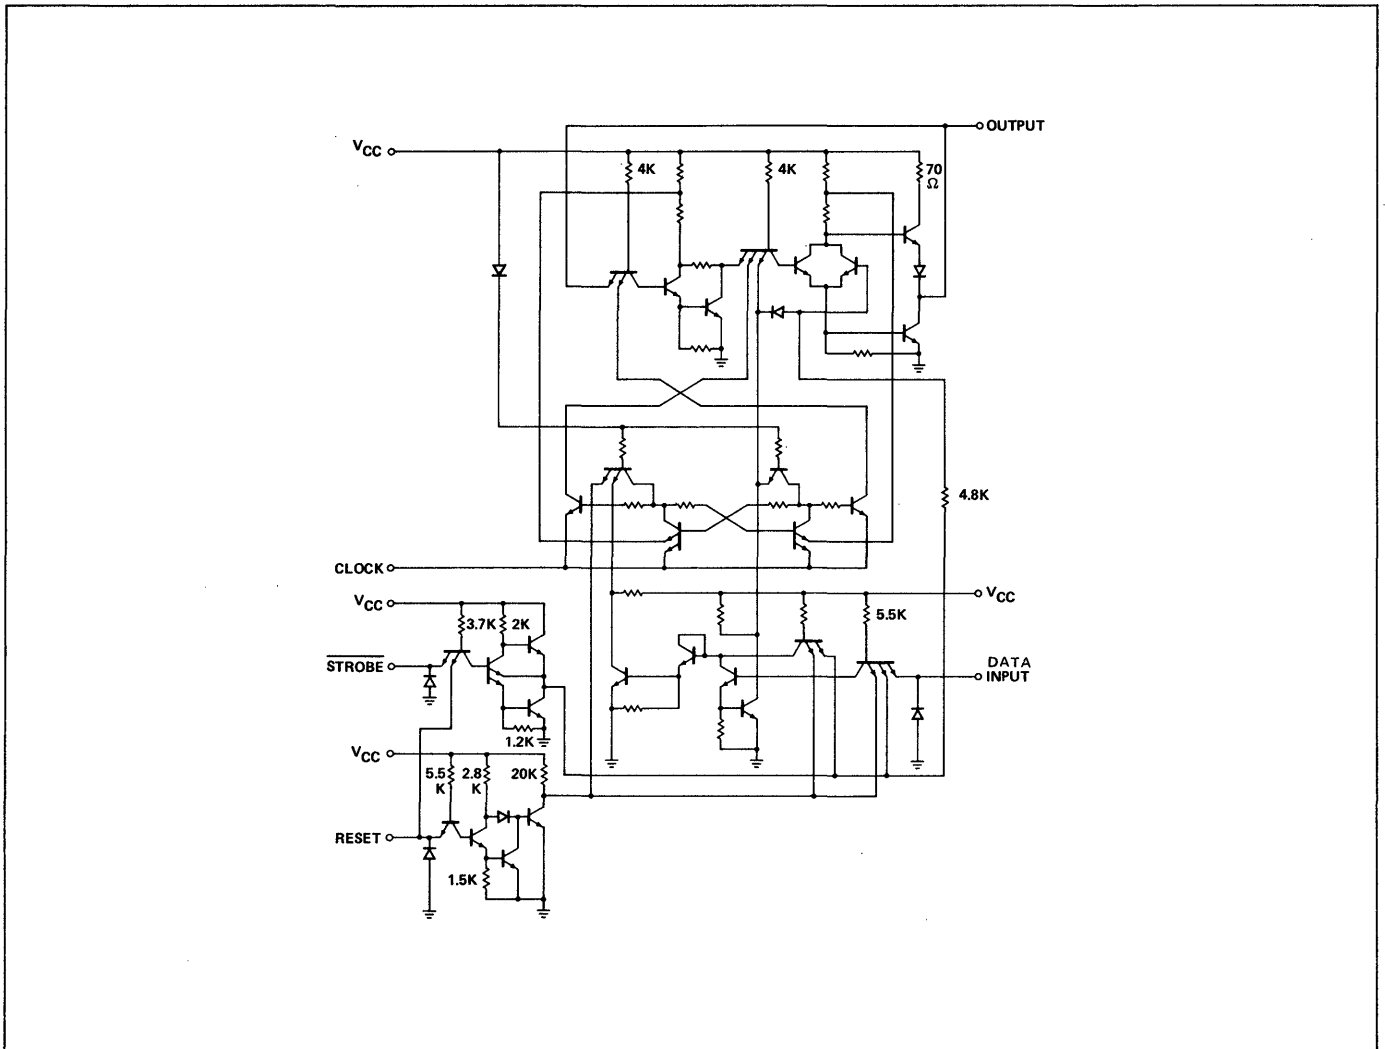 OUTPUT
VCC
4K
4K
70
Ω
4.8K
CLOCK
VCC
VCC
3.7K
2K
5.5K
STROBE
DATA
INPUT
1.2K
VCC
5.5
K
2.8
K
20K
RESET
1.5K